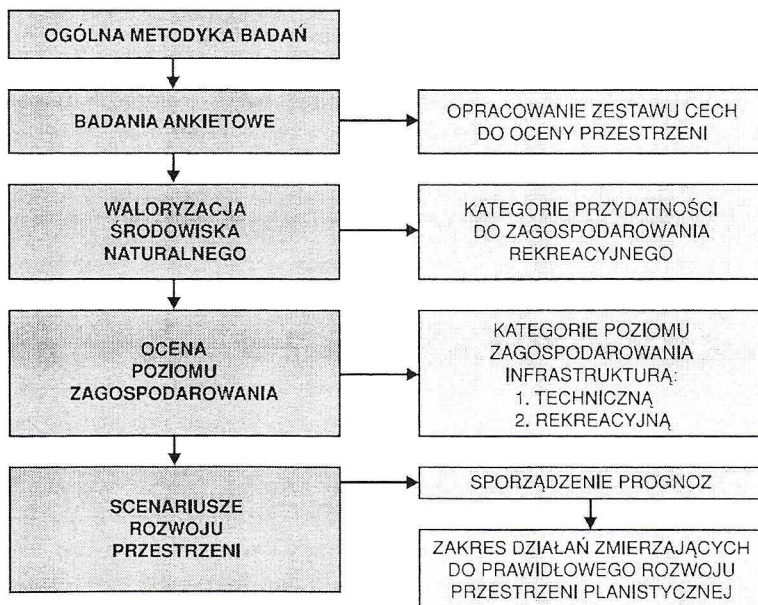 OGÓLNA METODYKA BADAŃ
BADANIA ANKIETOWE
OPRACOWANIE ZESTAWU CECH
DO OCENY PRZESTRZENI
WALORYZACJA
ŚRODOWISKA
NATURALNEGO
KATEGORIE PRZYDATNOŚCI
DO ZAGOSPODAROWANIA
REKREACYJNEGO
OCENA
POZIOMU
ZAGOSPODAROWANIA
KATEGORIE POZIOMU
ZAGOSPODAROWANIA
INFRASTRUKTURĄ:
1. TECHNICZNĄ
2. REKREACYJNĄ
SCENARIUSZE
ROZWOJU
PRZESTRZENI
SPORZĄDZENIE PROGNOZ
ZAKRES DZIAŁAŃ ZMIERZAJĄCYCH
DO PRAWIDŁOWEGO ROZWOJU
PRZESTRZENI PLANISTYCZNEJ